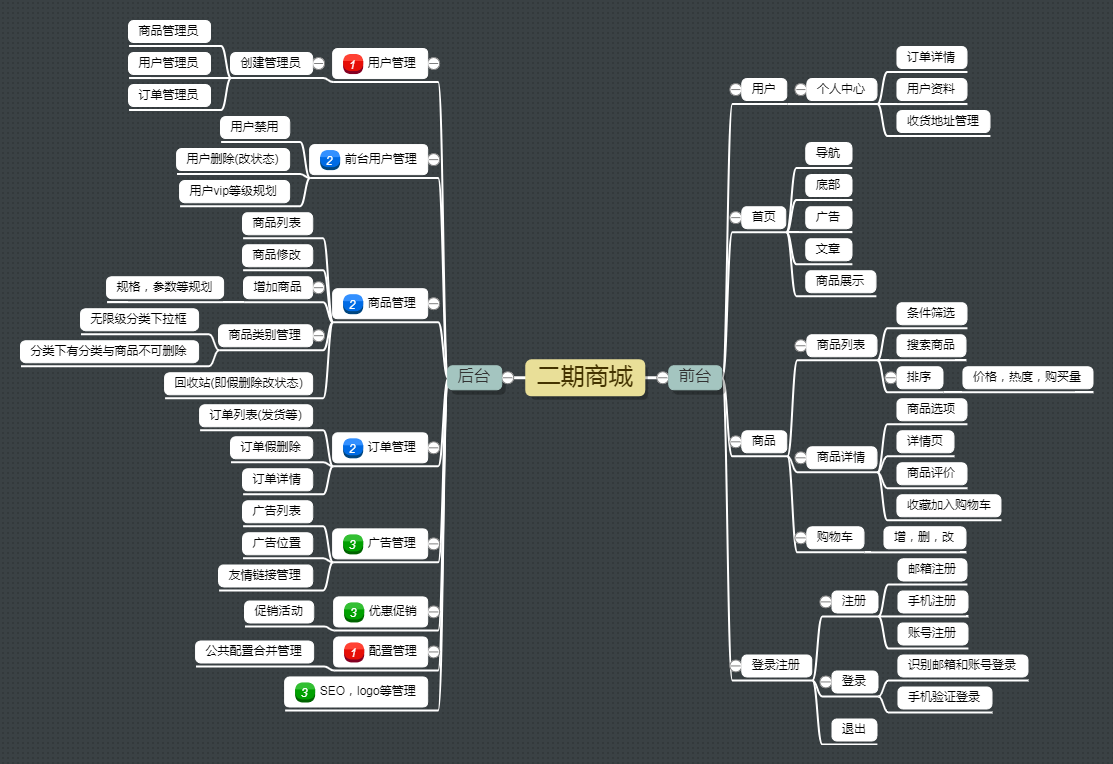 二期商城
后台
1 用户管理
创建管理员
商品管理员
用户管理员
订单管理员
2 前台用户管理
用户禁用
用户删除(改状态)
用户vip等级规划
2 商品管理
商品列表
商品修改
增加商品
规格，参数等规划
商品类别管理
无限级分类下拉框
分类下有分类与商品不可删除
回收站(即假删除改状态)
2 订单管理
订单列表(发货等)
订单假删除
订单详情
3 广告管理
广告列表
广告位置
友情链接管理
3 优惠促销
促销活动
1 配置管理
公共配置合并管理
3 SEO，logo等管理
前台
用户
个人中心
订单详情
用户资料
收货地址管理
首页
导航
底部
广告
文章
商品展示
商品
商品列表
条件筛选
搜素商品
排序
价格，热度，购买量
商品详情
商品选项
详情页
商品评价
收藏加入购物车
购物车
增，删，改
登录注册
注册
邮箱注册
手机注册
账号注册
登录
识别邮箱和账号登录
手机验证登录
退出